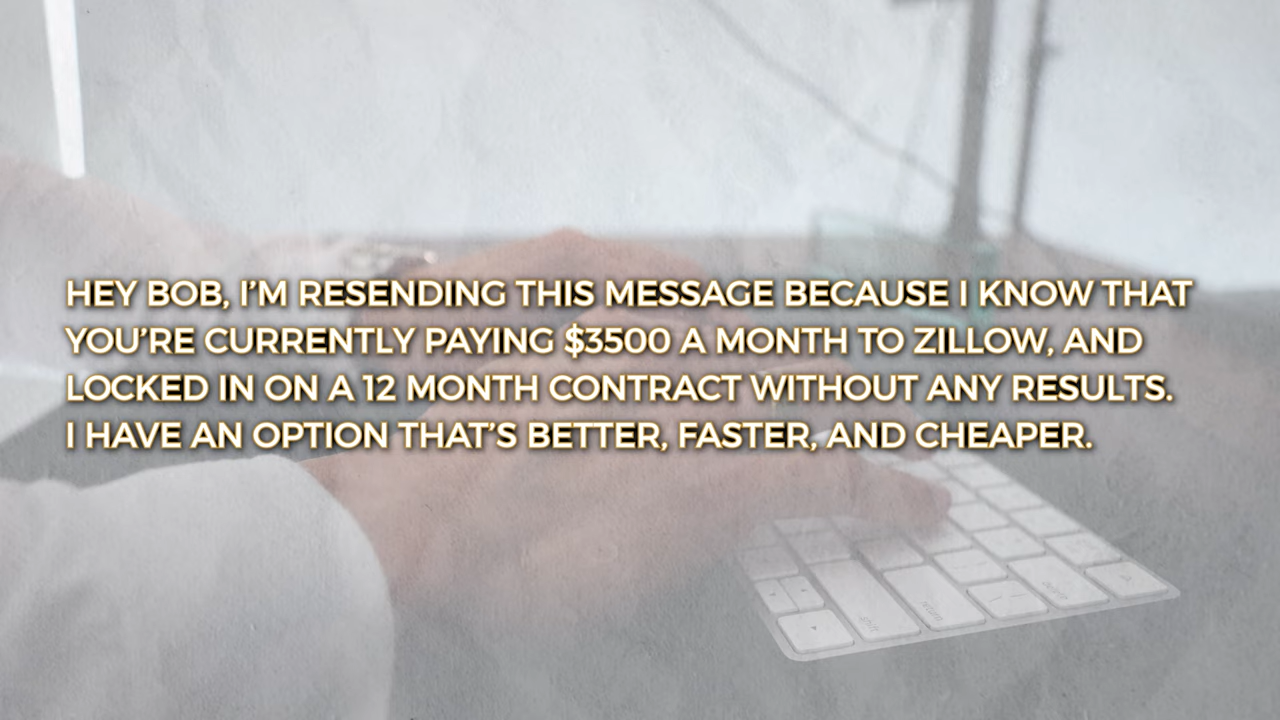 HEY BOB, I'M RESENDING THIS MESSAGE BECAUSE I KNOW THAT
YOU'RE CURRENTLY PAYING $3500 A MONTH TO ZILLOW, AND
LOCKED IN ON A 12 MONTH CONTRACT WITHOUT ANY RESULTS.
I HAVE AN OPTION THAT'S BETTER, FASTER, AND CHEAPER.